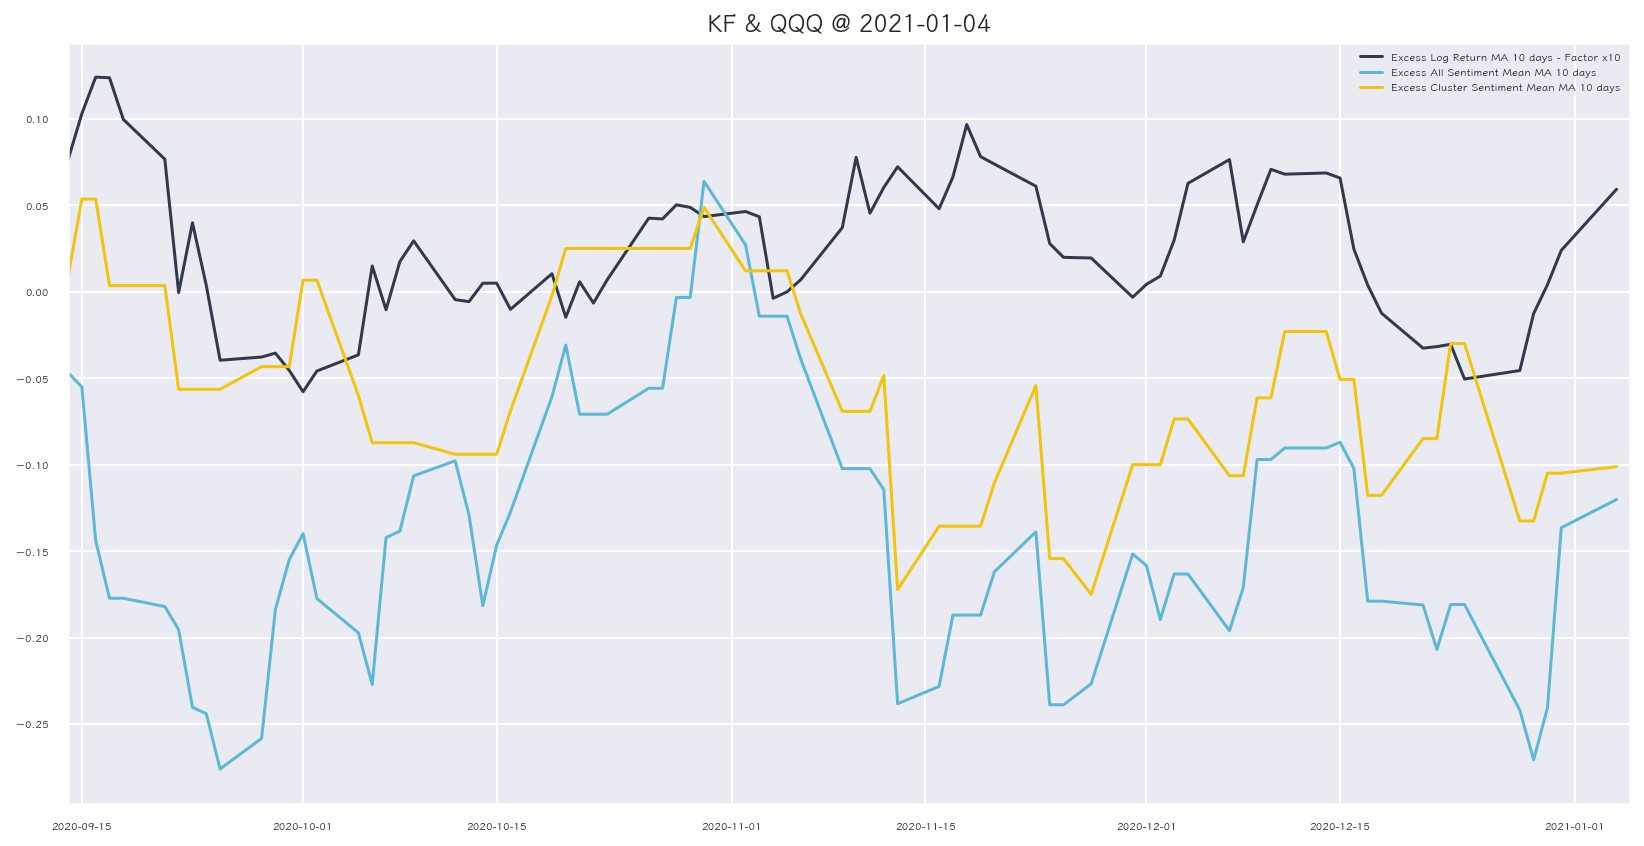 KF & QQQ @ 2021-01-04
Excess Log Return MA 10 days - Factor x10
Excess All Sentiment Mean MA 10 days
Excess Cluster Sentiment Mean MA 10 days
0.10
0.05
0.00
−0.05
−0.10
−0.15
−0.20
−0.25
2020-09-15 2020-10-01 2020-10-15 2020-11-01 2020-11-15 2020-12-01 2020-12-15 2021-01-01